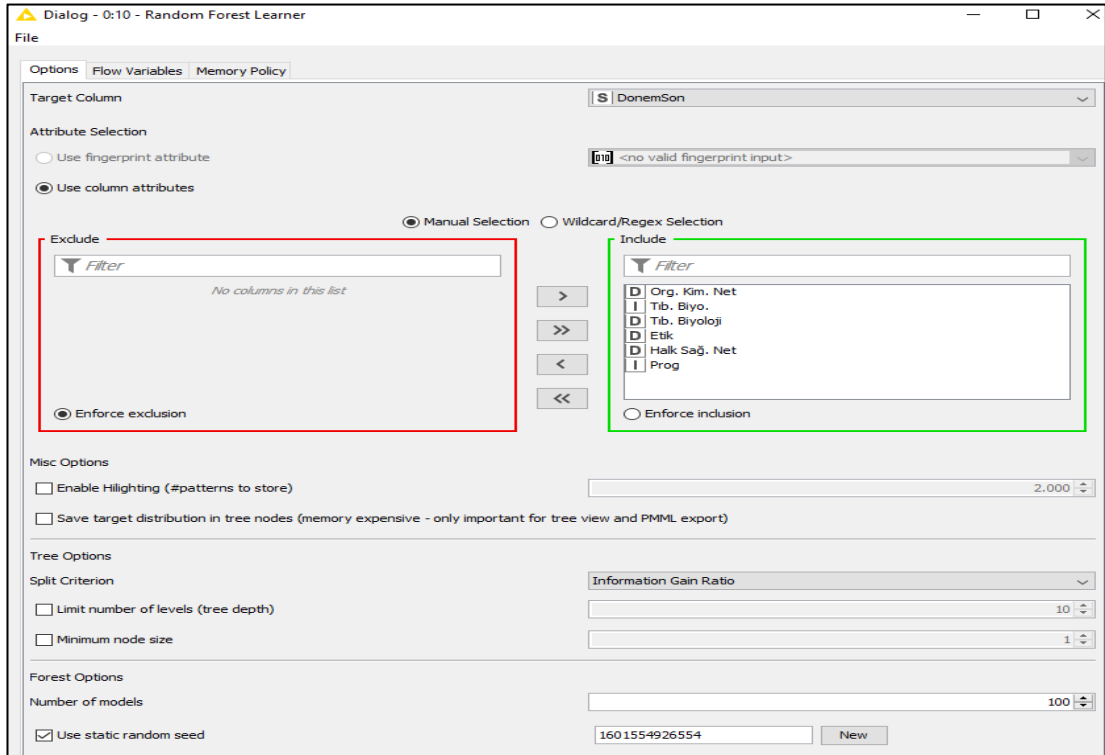 Dialog - 0:10 - Random Forest Learner
File
Options Flow Variables Memory Policy
Target Column S DonemSon
Attribute Selection
Use fingerprint attribute 010 <no valid fingerprint input>
Use column attributes
Manual Selection Wildcard/Regex Selection
Exclude Include
Filter Filter
No columns in this list
D Org. Kim. Net
I Tıb. Biyo.
D Tıb. Biyoloji
D Etik
D Halk Sağ. Net
I Prog
>
>>
<
<<
Enforce exclusion Enforce inclusion
Misc Options
Enable Hilighting (#patterns to store) 2.000
Save target distribution in tree nodes (memory expensive - only important for tree view and PMML export)
Tree Options
Split Criterion Information Gain Ratio
Limit number of levels (tree depth) 10
Minimum node size 1
Forest Options
Number of models 100
Use static random seed 1601554926554 New